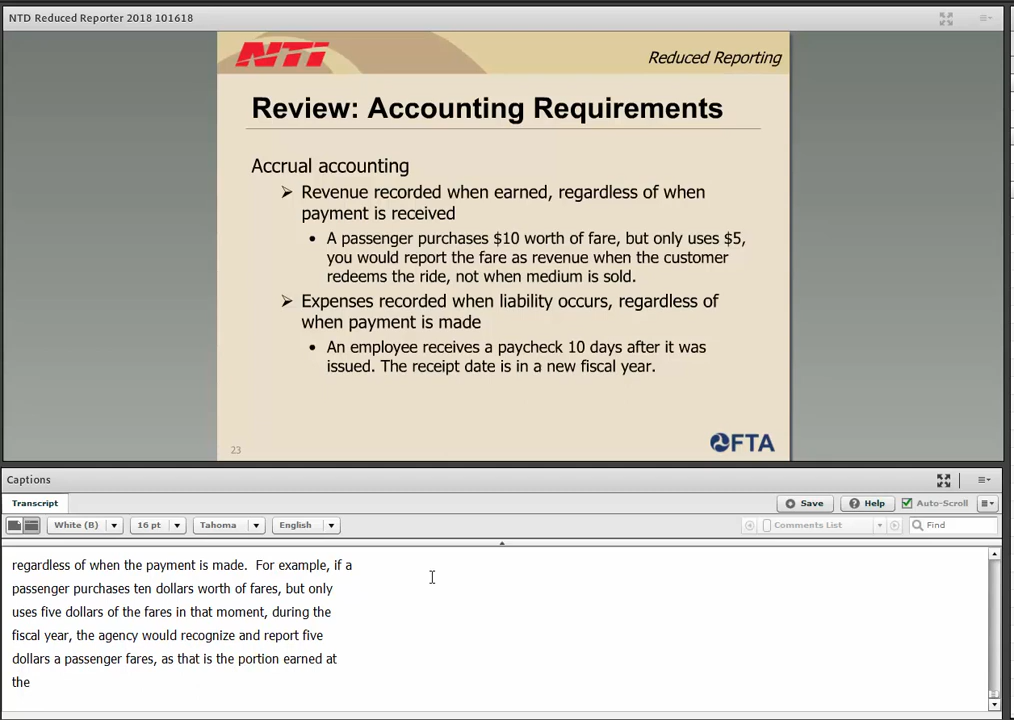 NTD Reduced Reporter 2018 101618
NTI
Reduced Reporting
Review: Accounting Requirements
Accrual accounting
➢ Revenue recorded when earned, regardless of when
payment is received
• A passenger purchases $10 worth of fare, but only uses $5,
you would report the fare as revenue when the customer
redeems the ride, not when medium is sold.
➢ Expenses recorded when liability occurs, regardless of
when payment is made
• An employee receives a paycheck 10 days after it was
issued. The receipt date is in a new fiscal year.
23
FTA
Captions
Transcript
Save
Help
Auto-Scroll
White (B)
16 pt
Tahoma
English
Comments List
Find
regardless of when the payment is made.  For example, if a
passenger purchases ten dollars worth of fares, but only
uses five dollars of the fares in that moment, during the
fiscal year, the agency would recognize and report five
dollars a passenger fares, as that is the portion earned at
the